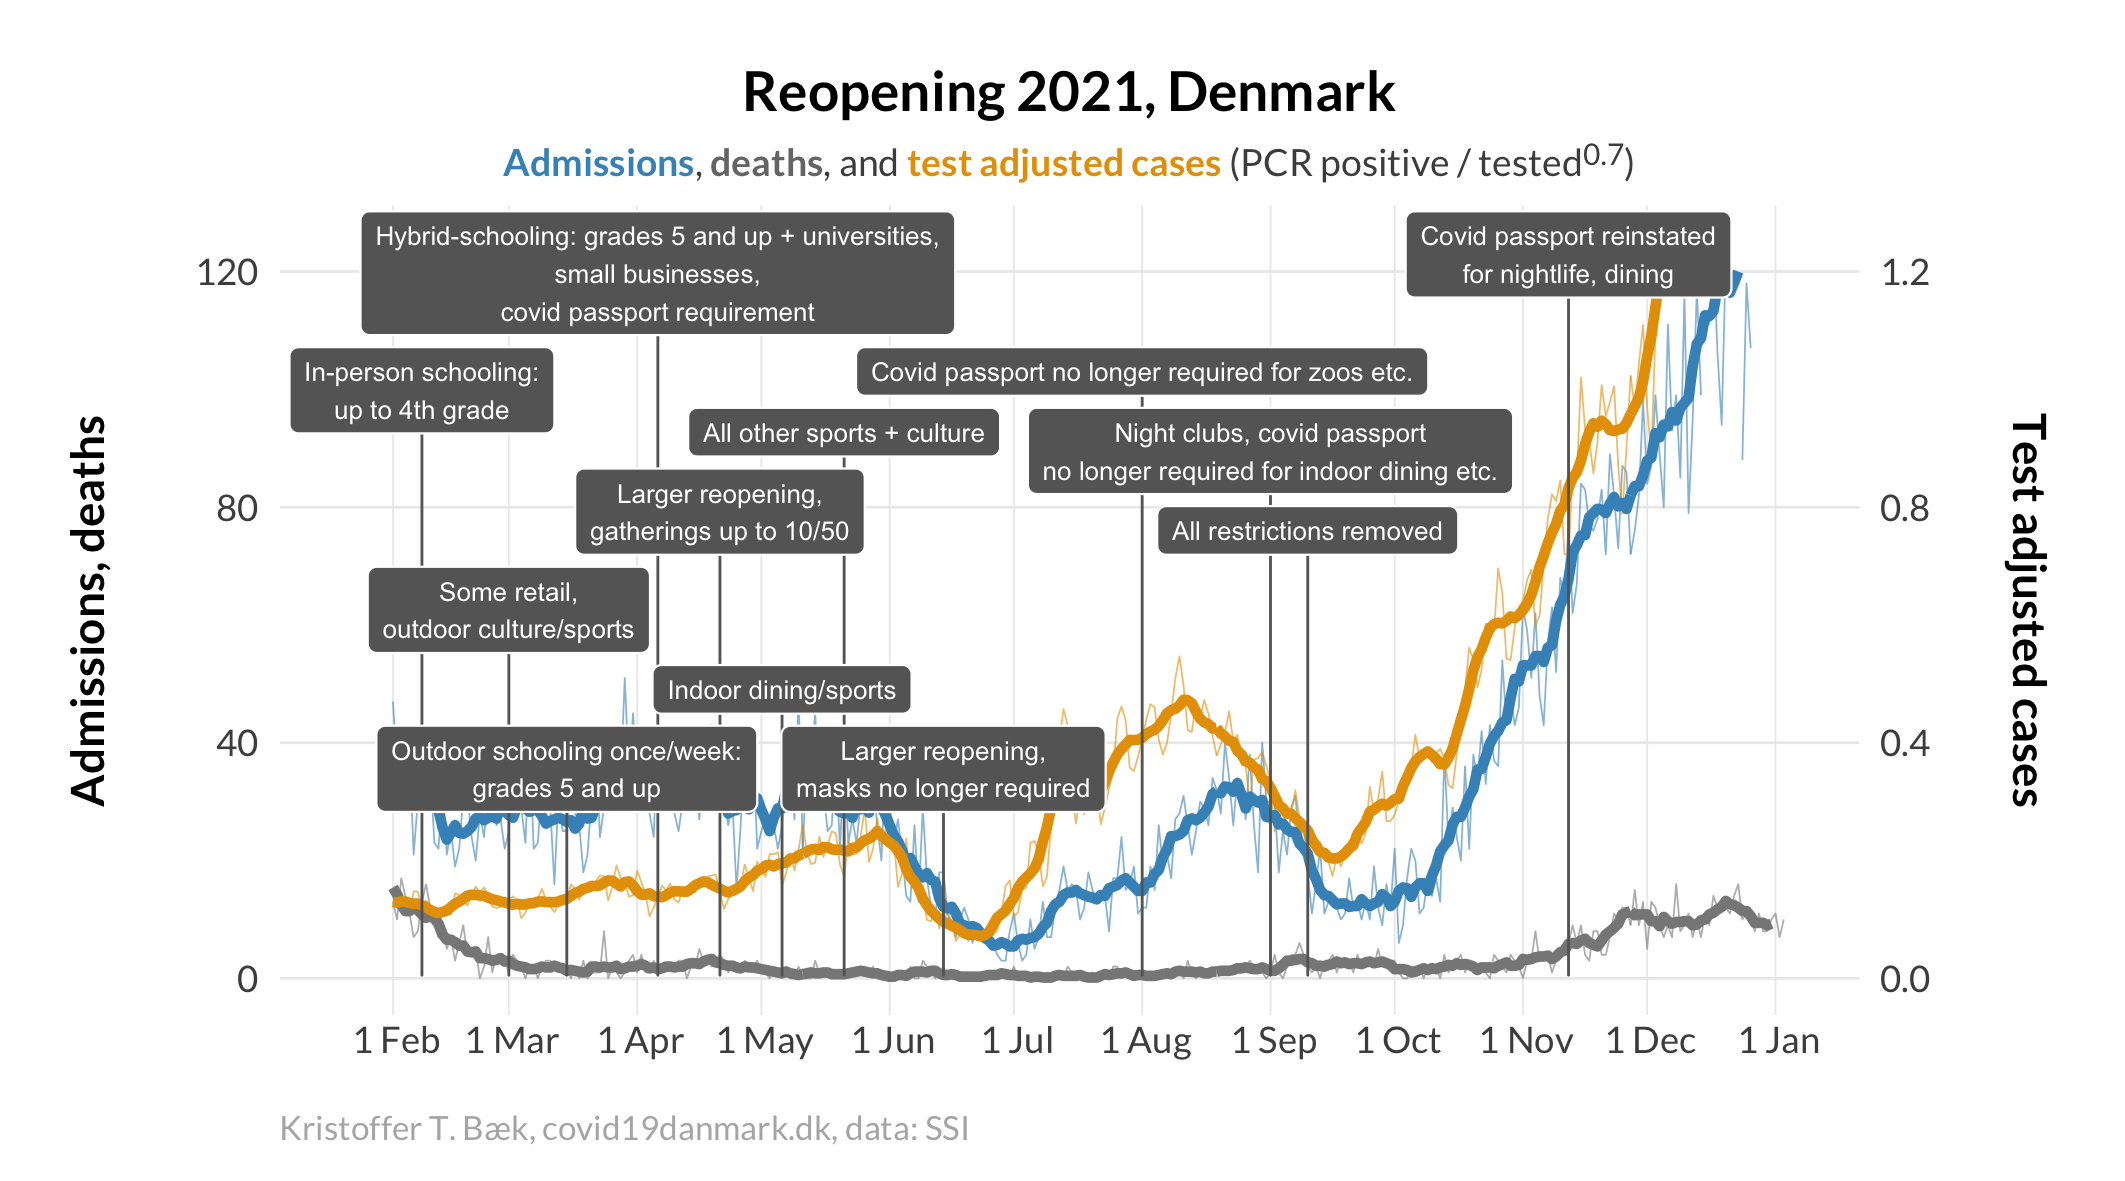 Reopening 2021, Denmark
Admissions, deaths, and test adjusted cases (PCR positive / tested^0.7)
Hybrid-schooling: grades 5 and up + universities,
small businesses,
covid passport requirement
Covid passport reinstated
for nightlife, dining
In-person schooling:
up to 4th grade
Covid passport no longer required for zoos etc.
All other sports + culture
Night clubs, covid passport
no longer required for indoor dining etc.
Larger reopening,
gatherings up to 10/50
All restrictions removed
Some retail,
outdoor culture/sports
Indoor dining/sports
Outdoor schooling once/week:
grades 5 and up
Larger reopening,
masks no longer required
Admissions, deaths
120
80
40
0
Test adjusted cases
1.2
0.8
0.4
0.0
1 Feb 1 Mar 1 Apr 1 May 1 Jun 1 Jul 1 Aug 1 Sep 1 Oct 1 Nov 1 Dec 1 Jan
Kristoffer T. Bæk, covid19danmark.dk, data: SSI